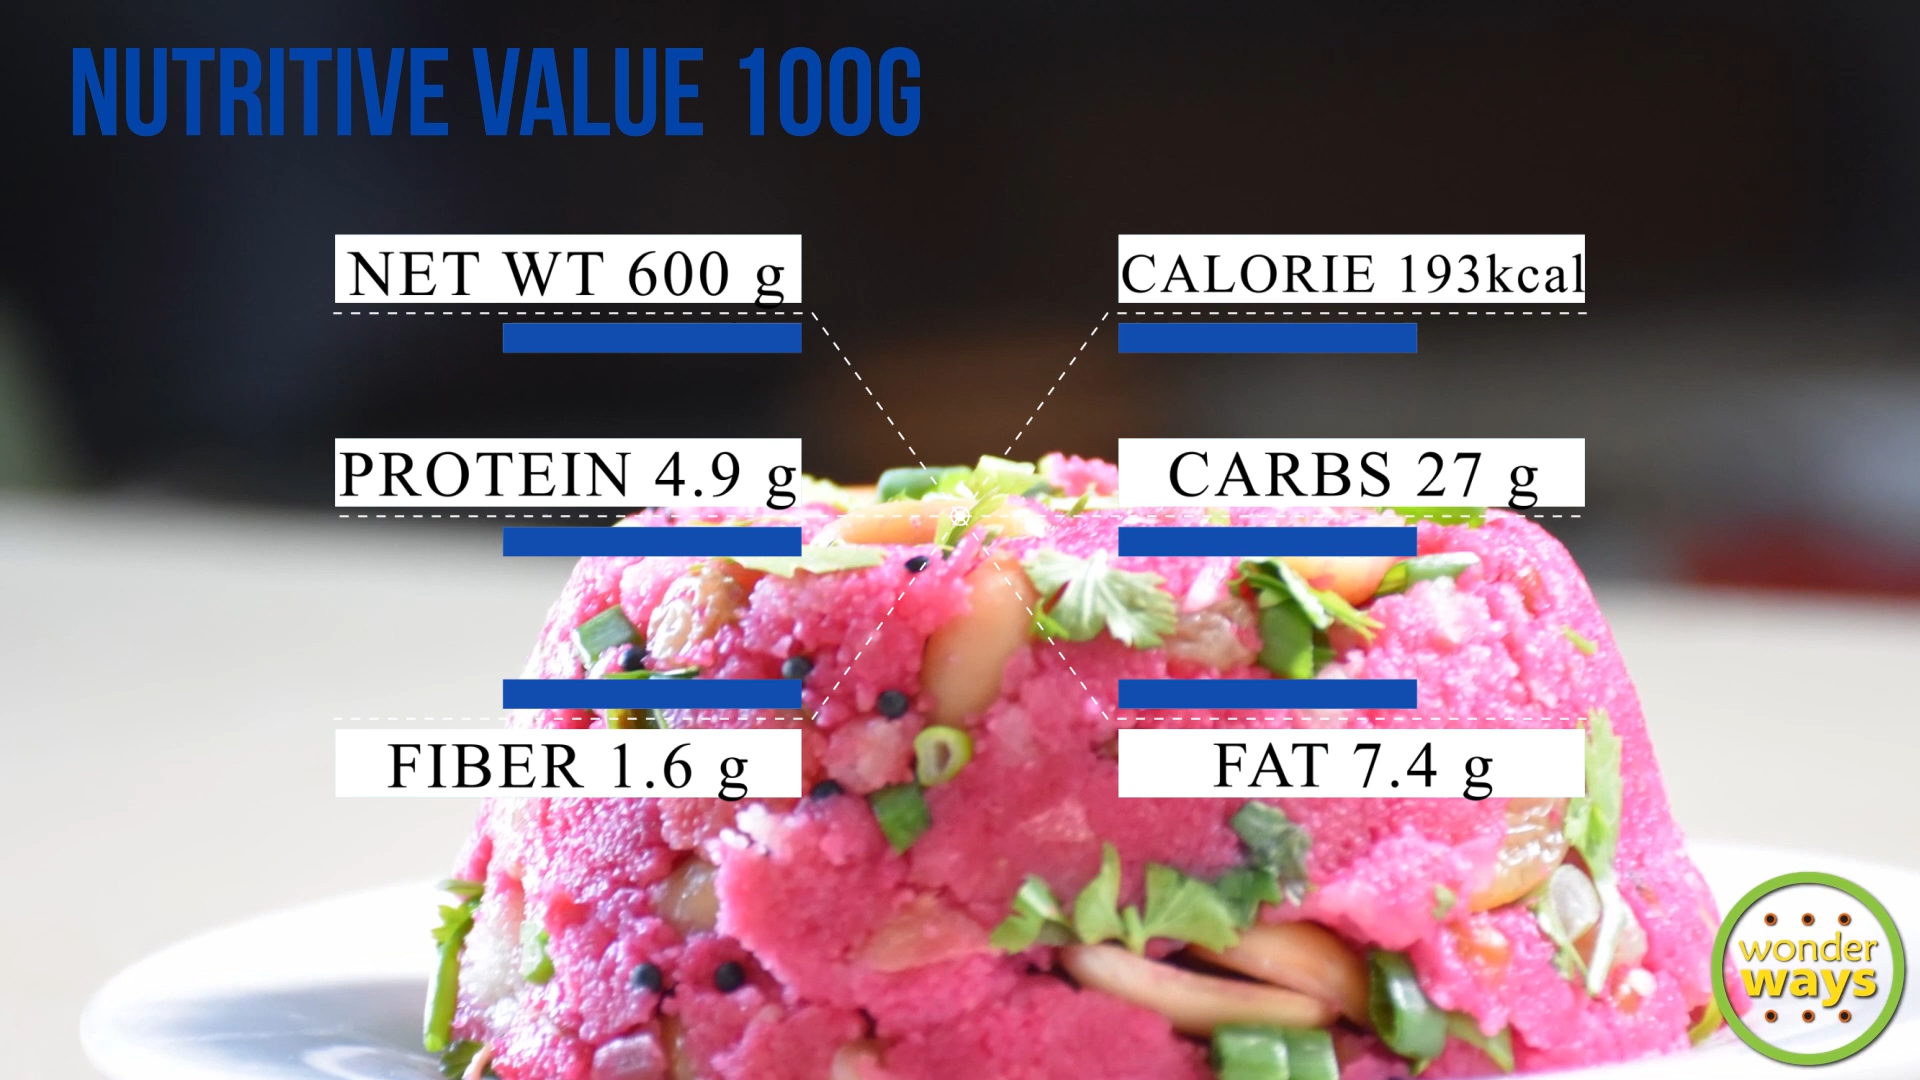 NUTRITIVE VALUE 100G
NET WT 600 g
CALORIE 193kcal
PROTEIN 4.9 g
CARBS 27 g
FIBER 1.6 g
FAT 7.4 g
wonder
ways